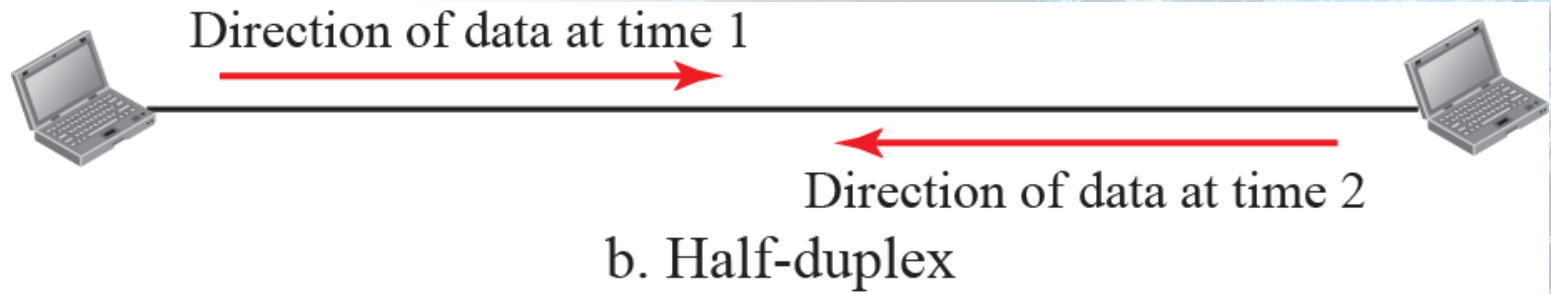 Direction of data at time 1
Direction of data at time 2
b. Half-duplex